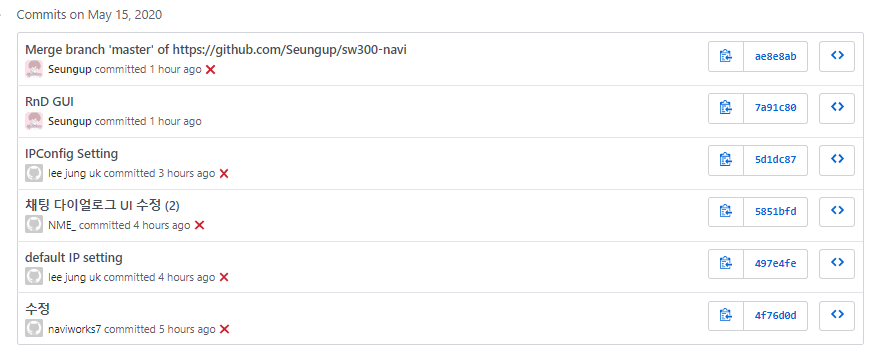 Commits on May 15, 2020
Merge branch 'master' of https://github.com/Seungup/sw300-navi
Seungup committed 1 hour ago
ae8e8ab
RnD GUI
Seungup committed 1 hour ago
7a91c80
IPConfig Setting
lee jung uk committed 3 hours ago
5d1dc87
채팅 다이얼로그 UI 수정 (2)
NME_ committed 4 hours ago
5851bfd
default IP setting
lee jung uk committed 4 hours ago
497e4fe
수정
naviworks7 committed 5 hours ago
4f76d0d